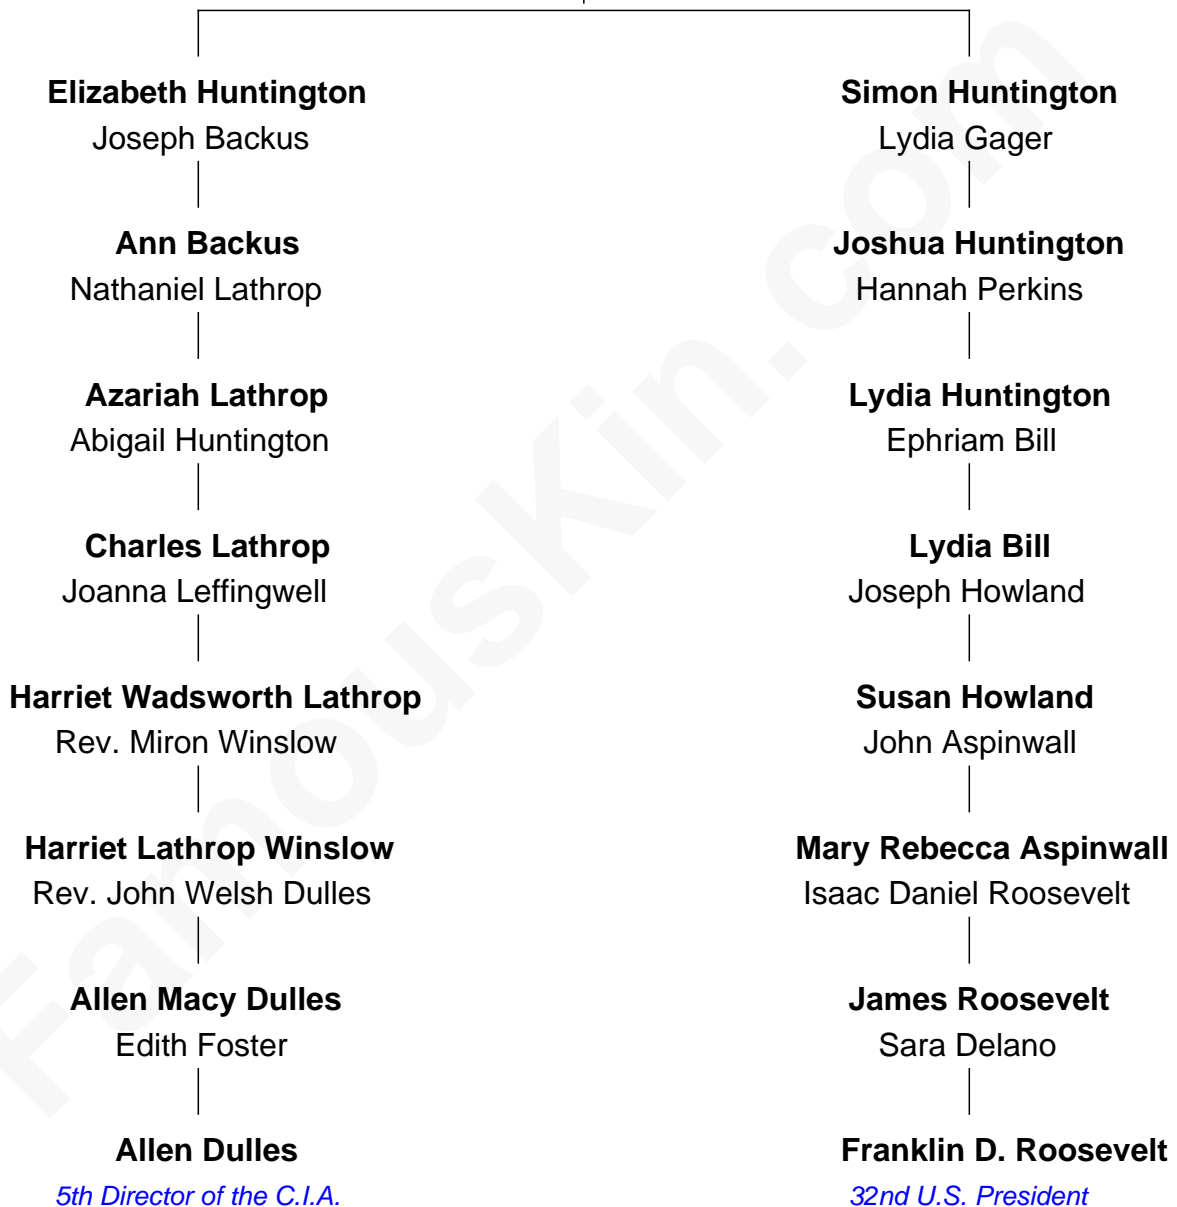 Elizabeth Huntington
Joseph Backus
Simon Huntington
Lydia Gager
Ann Backus
Nathaniel Lathrop
Joshua Huntington
Hannah Perkins
Azariah Lathrop
Abigail Huntington
Lydia Huntington
Ephriam Bill
Charles Lathrop
Joanna Leffingwell
Lydia Bill
Joseph Howland
Harriet Wadsworth Lathrop
Rev. Miron Winslow
Susan Howland
John Aspinwall
Harriet Lathrop Winslow
Rev. John Welsh Dulles
Mary Rebecca Aspinwall
Isaac Daniel Roosevelt
Allen Macy Dulles
Edith Foster
James Roosevelt
Sara Delano
Allen Dulles
5th Director of the C.I.A.
Franklin D. Roosevelt
32nd U.S. President
FamousKin.com